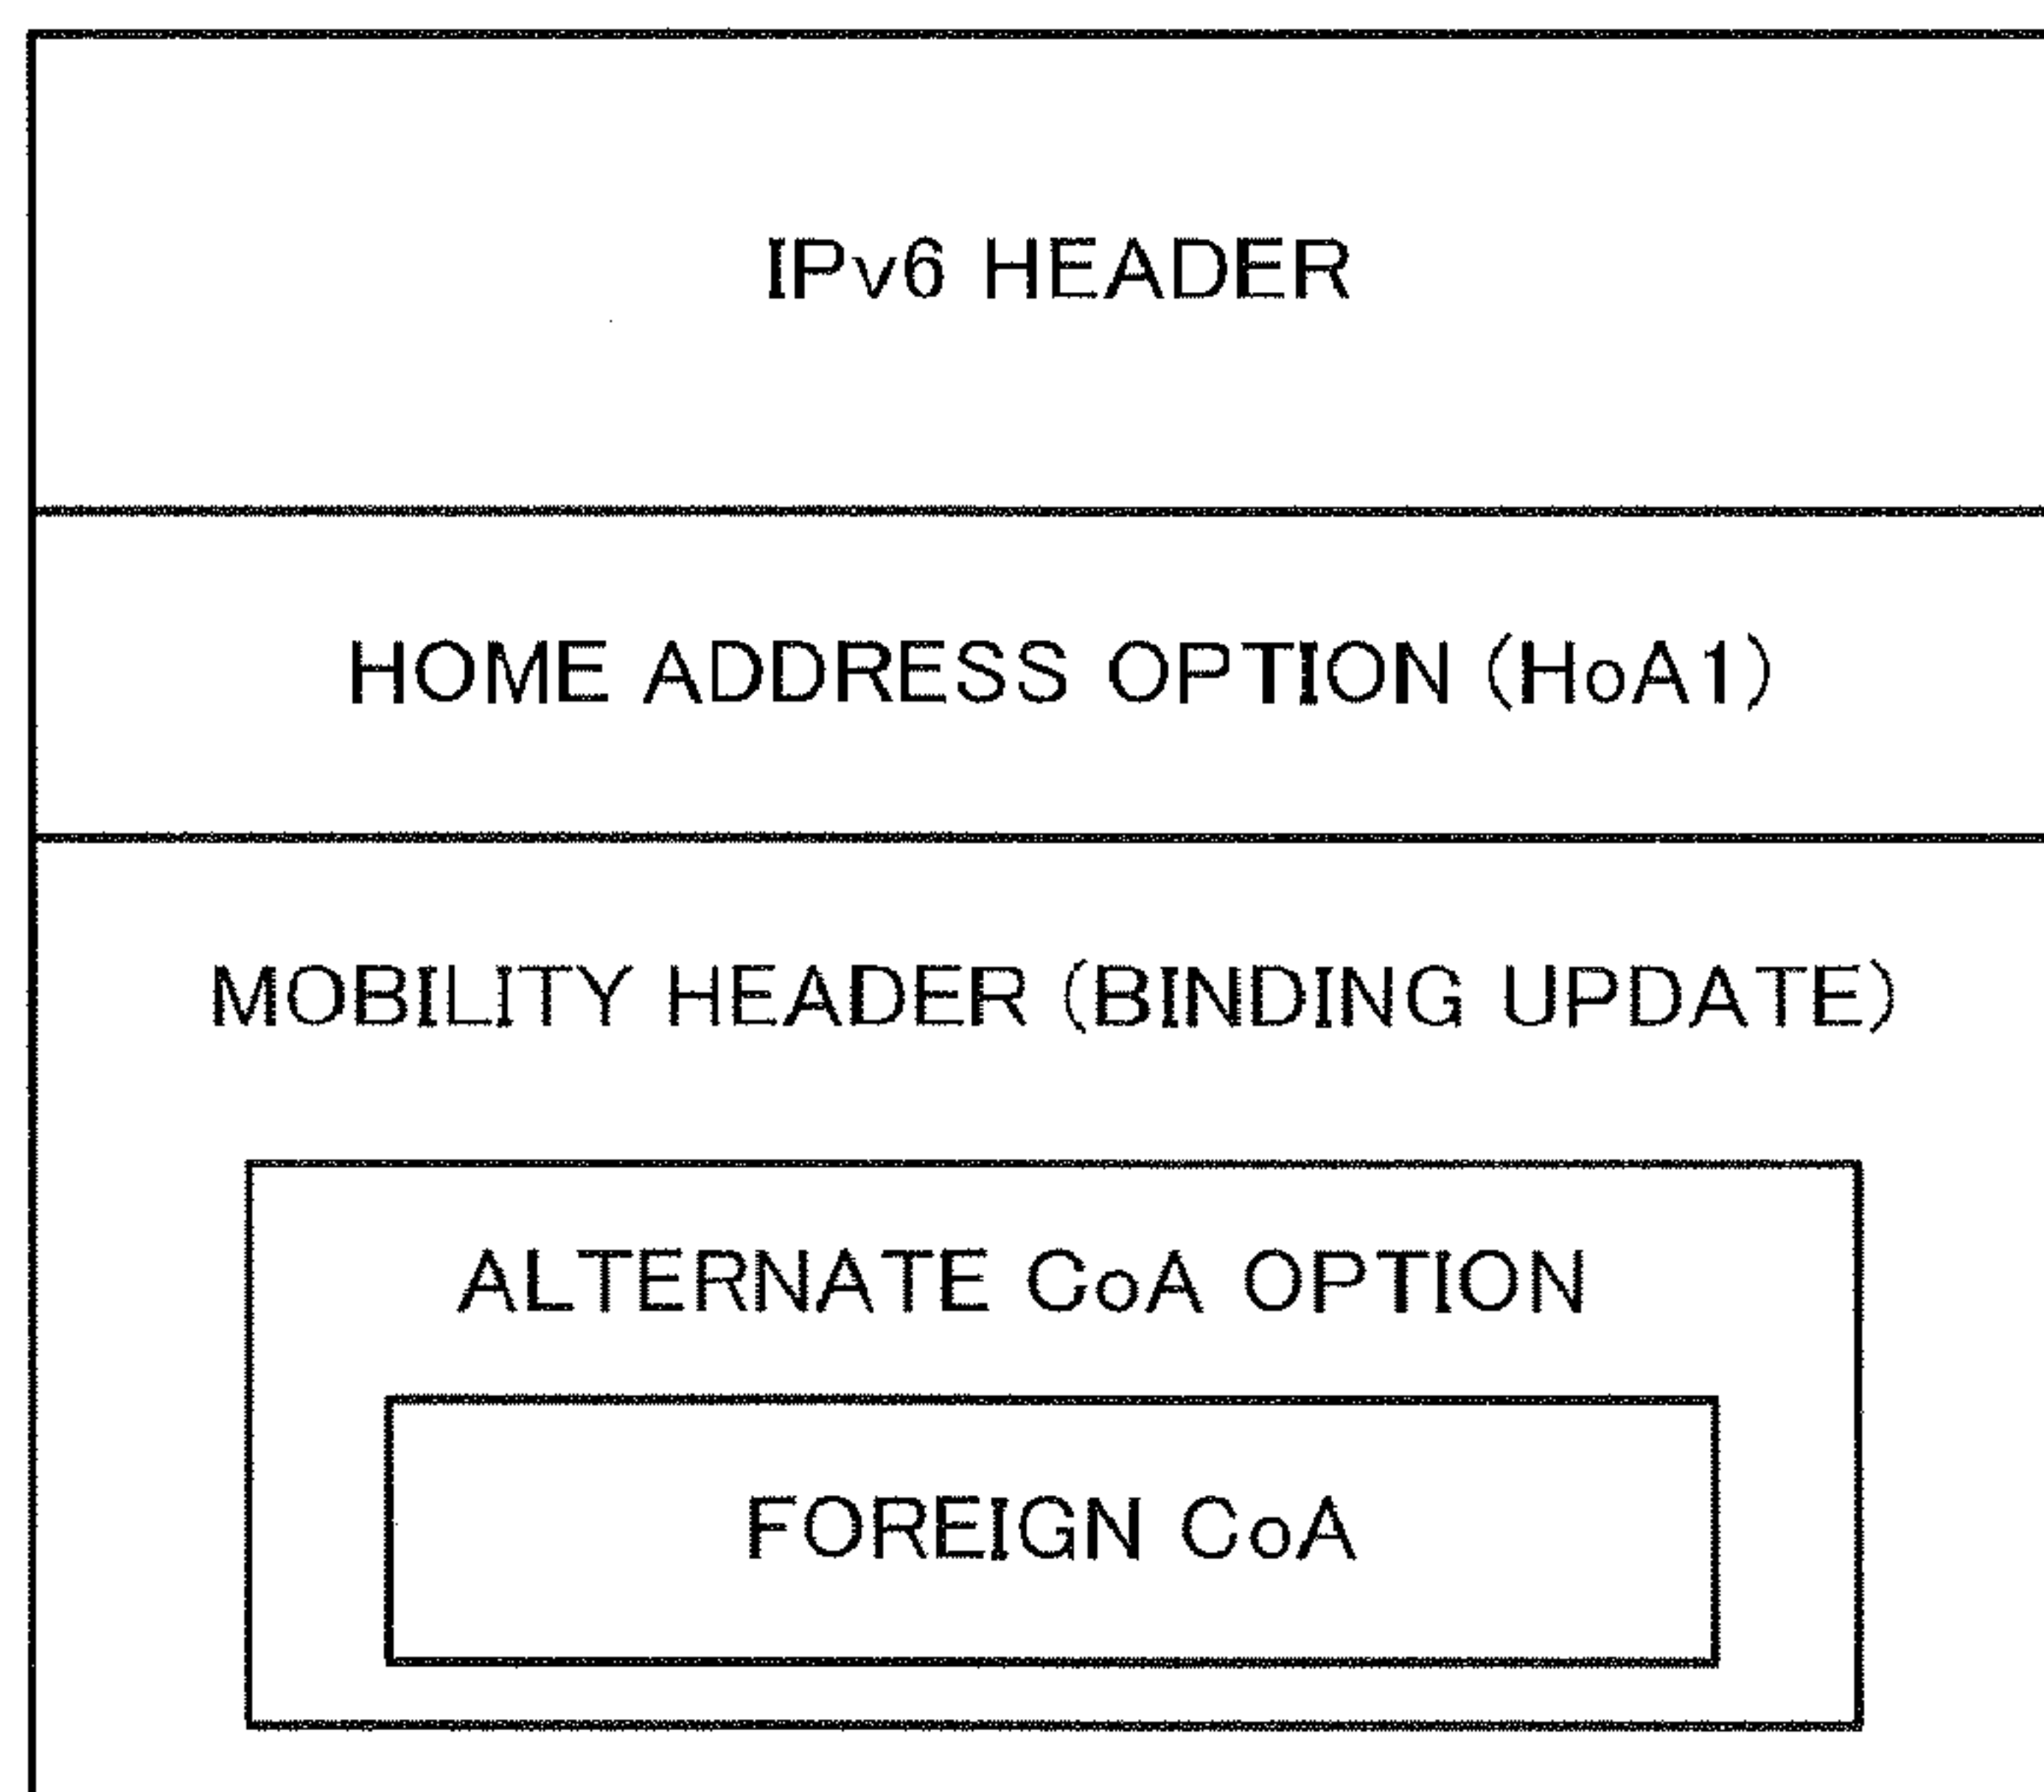 IPv6 HEADER
HOME ADDRESS OPTION (HoA1)
MOBILITY HEADER (BINDING UPDATE)
ALTERNATE CoA OPTION
FOREIGN CoA